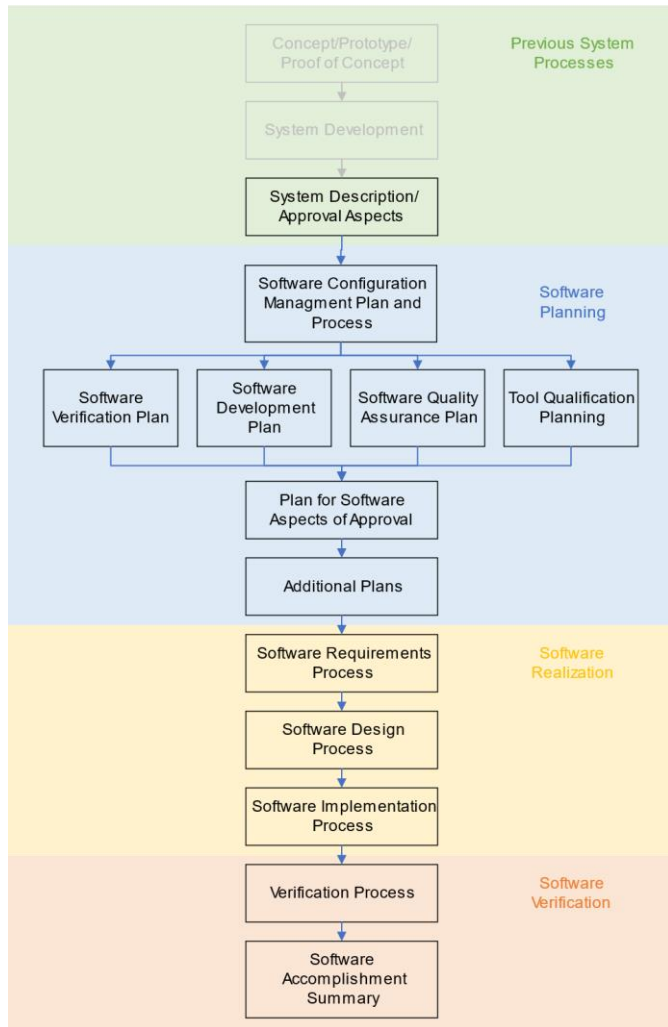 Concept/Prototype/
Proof of Concept
Previous System
Processes
System Development
System Description/
Approval Aspects
Software Configuration
Managment Plan and
Process
Software
Planning
Software
Verification Plan
Software
Development
Plan
Software Quality
Assurance Plan
Tool Qualification
Planning
Plan for Software
Aspects of Approval
Additional Plans
Software Requirements
Process
Software
Realization
Software Design
Process
Software Implementation
Process
Verification Process
Software
Verification
Software
Accomplishment
Summary